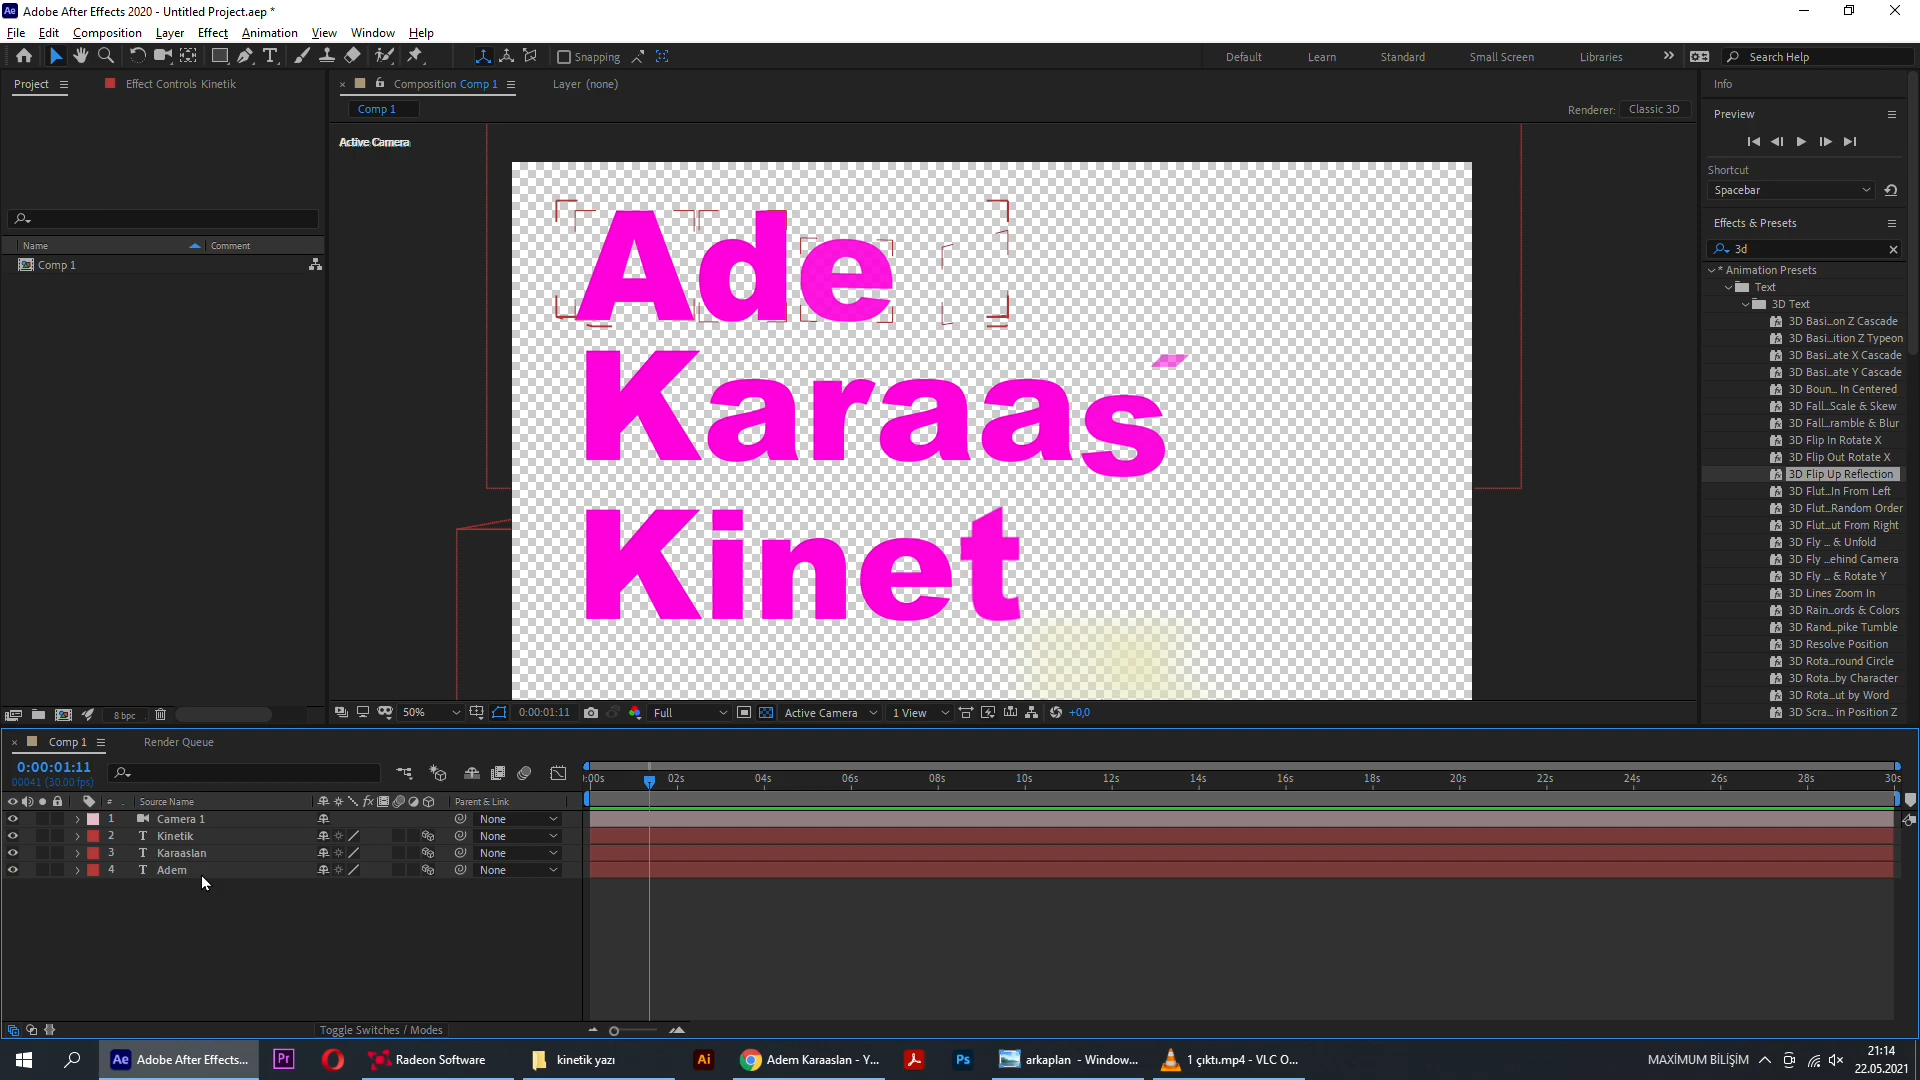 Adobe After Effects 2020 - Untitled Project.aep *
File Edit Composition Layer Effect Animation View Window Help
Snapping
Default Learn Standard Small Screen Libraries
Search Help
Project
Effect Controls Kinetik
Composition Comp 1
Layer (none)
Comp 1
Renderer: Classic 3D
Active Camera
Ade
Karaas
Kinet
Name Comment
Comp 1
8 bpc
50% 0:00:01:11 Full Active Camera 1 View +0,0
Info
Preview
Shortcut
Spacebar
Effects & Presets
3d
* Animation Presets
Text
3D Text
3D Basi...on Z Cascade
3D Basi...ition Z Typeon
3D Basi...ate X Cascade
3D Basi...ate Y Cascade
3D Boun... In Centered
3D Fall...Scale & Skew
3D Fall...ramble & Blur
3D Flip In Rotate X
3D Flip Out Rotate X
3D Flip Up Reflection
3D Flut...In From Left
3D Flut...Random Order
3D Flut...ut From Right
3D Fly ... & Unfold
3D Fly ...ehind Camera
3D Fly ... & Rotate Y
3D Lines Zoom In
3D Rain...ords & Colors
3D Rand...pike Tumble
3D Resolve Position
3D Rota...round Circle
3D Rota...by Character
3D Rota...ut by Word
3D Scra... in Position Z
Comp 1
Render Queue
0:00:01:11
00041 (30.00 fps)
# Source Name fx Parent & Link
1 Camera 1 None
2 T Kinetik None
3 T Karaaslan None
4 T Adem None
):00s 02s 04s 06s 08s 10s 12s 14s 16s 18s 20s 22s 24s 26s 28s 30s
Toggle Switches / Modes
Ae Adobe After Effects...
Pr
Radeon Software
kinetik yazı
Ai
Adem Karaaslan - Y...
Ps
arkaplan - Window...
1 çıktı.mp4 - VLC O...
MAXİMUM BİLİŞİM
21:14
22.05.2021